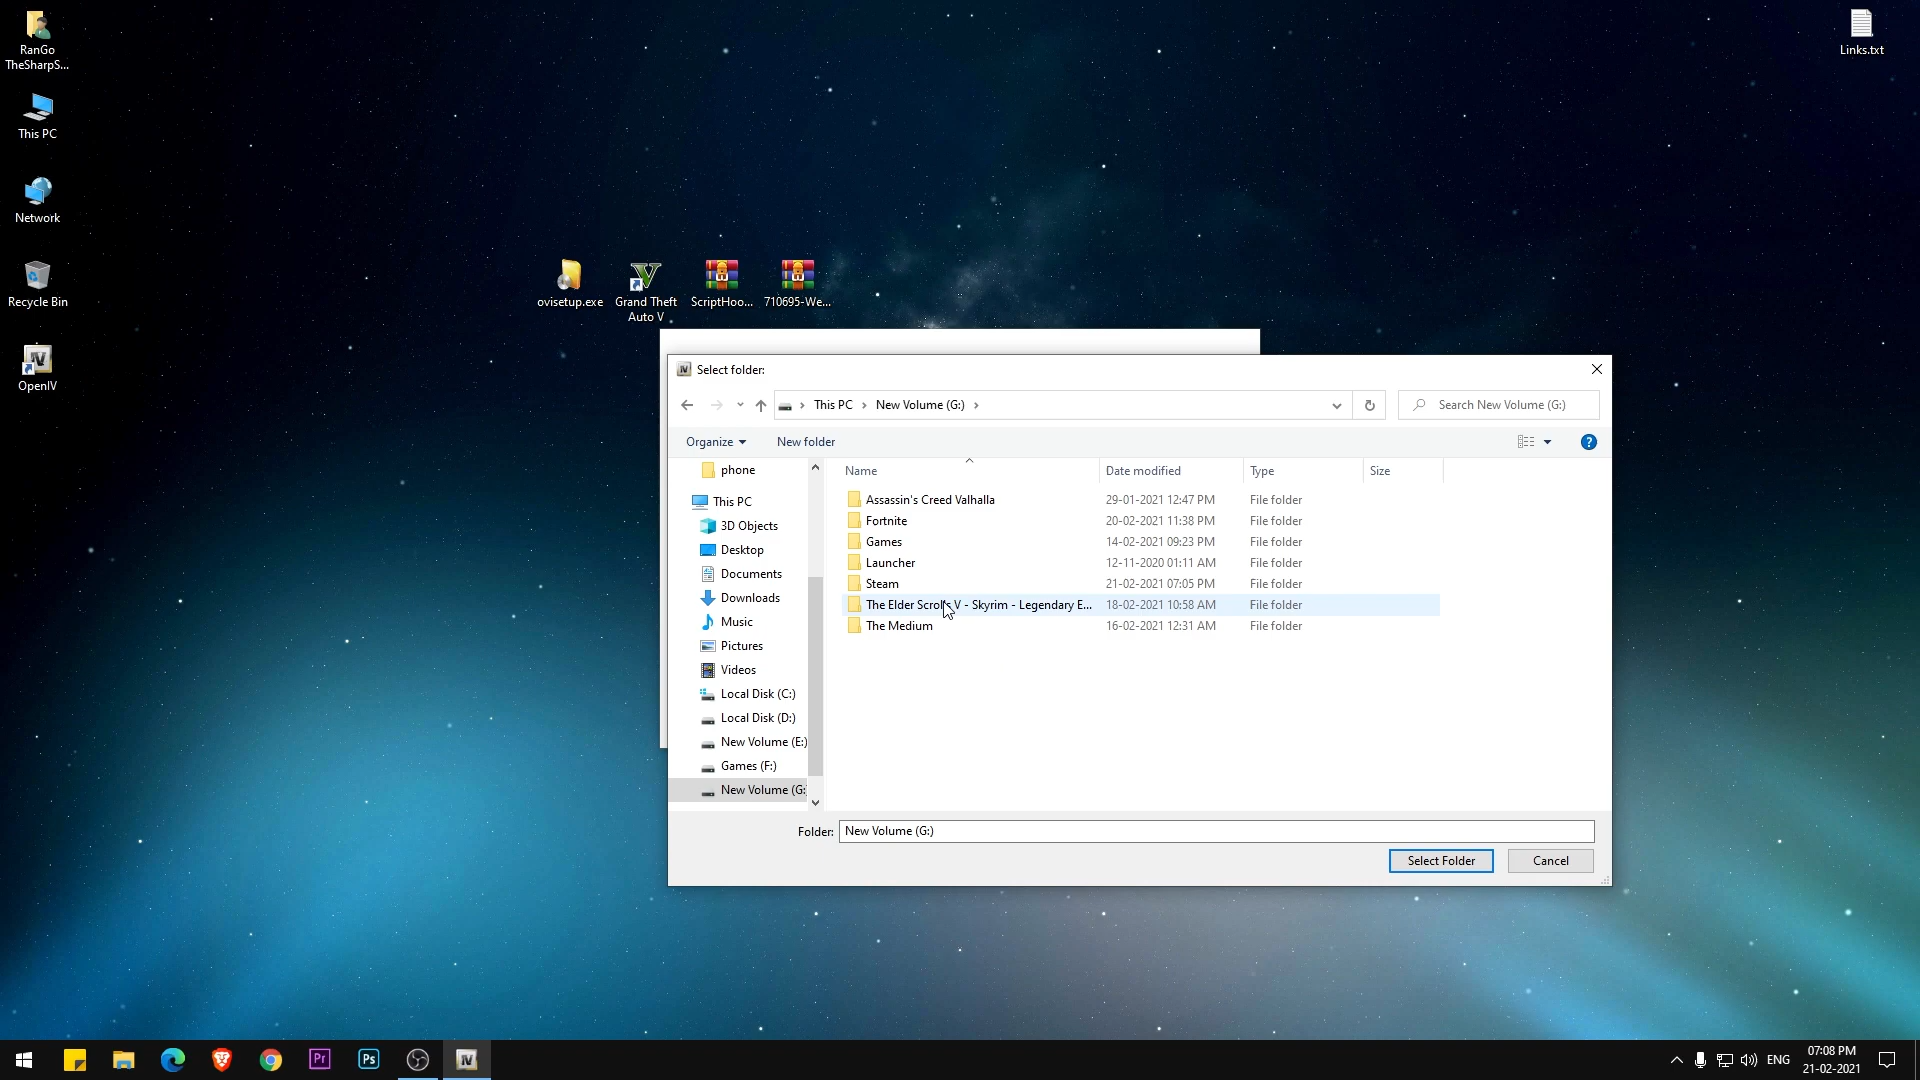 RanGo
TheSharpS...
This PC
Network
Recycle Bin
OpenIV
Links.txt
ovisetup.exe
Grand Theft
Auto V
ScriptHoo...
710695-We...
Select folder:
This PC
New Volume (G:)
Search New Volume (G:)
Organize
New folder
Name
Date modified
Type
Size
phone
This PC
3D Objects
Desktop
Documents
Downloads
Music
Pictures
Videos
Local Disk (C:)
Local Disk (D:)
New Volume (E:)
Games (F:)
New Volume (G:
Assassin's Creed Valhalla 29-01-2021 12:47 PM File folder
Fortnite 20-02-2021 11:38 PM File folder
Games 14-02-2021 09:23 PM File folder
Launcher 12-11-2020 01:11 AM File folder
Steam 21-02-2021 07:05 PM File folder
The Elder Scrolls V - Skyrim - Legendary E... 18-02-2021 10:58 AM File folder
The Medium 16-02-2021 12:31 AM File folder
Folder: New Volume (G:)
Select Folder
Cancel
Pr
Ps
ENG
07:08 PM
21-02-2021